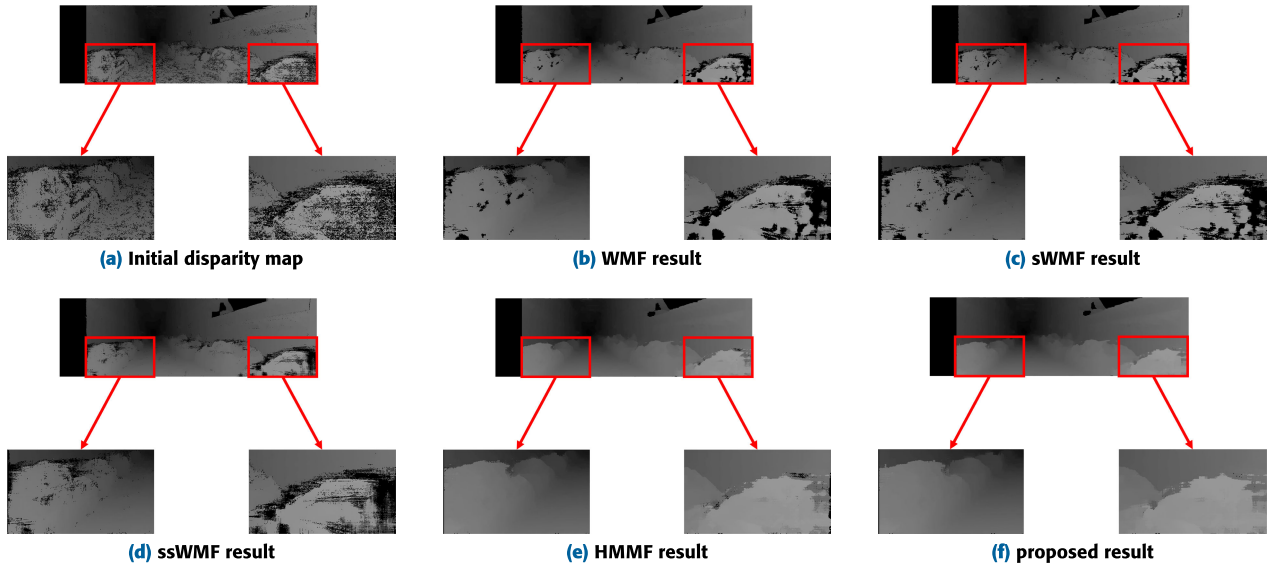 (a) Initial disparity map
(b) WMF result
(c) sWMF result
(d) ssWMF result
(e) HMMF result
(f) proposed result